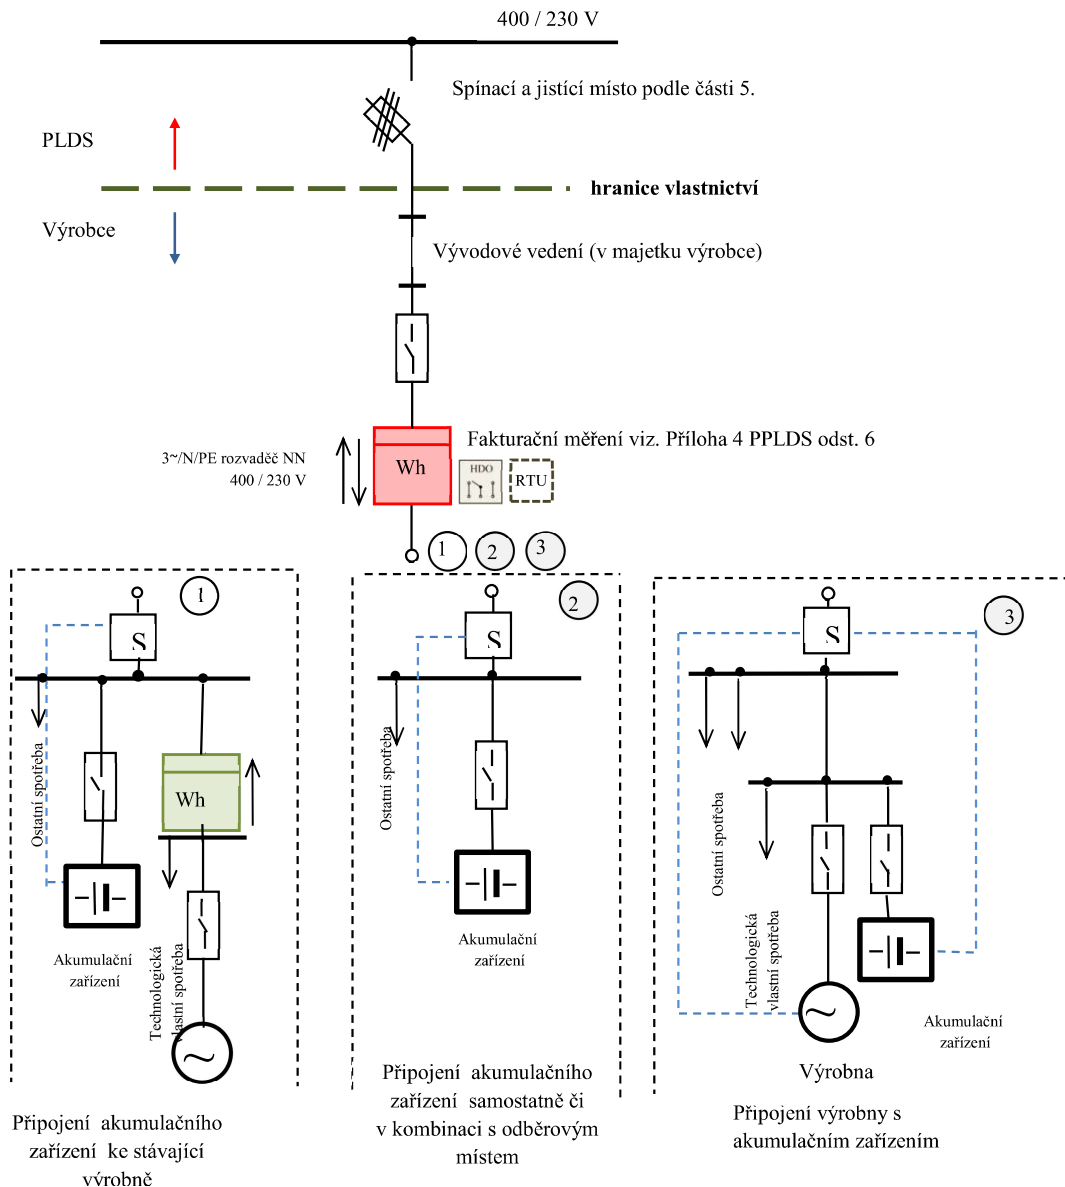 400 / 230 V
Spínací a jistící místo podle části 5.
PLDS
hranice vlastnictví
Výrobce
Vývodové vedení (v majetku výrobce)
Fakturační měření viz. Příloha 4 PPLDS odst. 6
3~/N/PE rozvaděč NN
400 / 230 V
Wh
HDO
RTU
1
2
3
1
S
Ostatní spotřeba
Wh
Akumulační
zařízení
Technologická
vlastní spotřeba
Připojení akumulačního
zařízení ke stávající
výrobně
2
S
Ostatní spotřeba
Akumulační
zařízení
Připojení akumulačního
zařízení samostatně či
v kombinaci s odběrovým
místem
3
S
Ostatní spotřeba
Technologická
vlastní spotřeba
Akumulační
zařízení
Výrobna
Připojení výrobny s
akumulačním zařízením